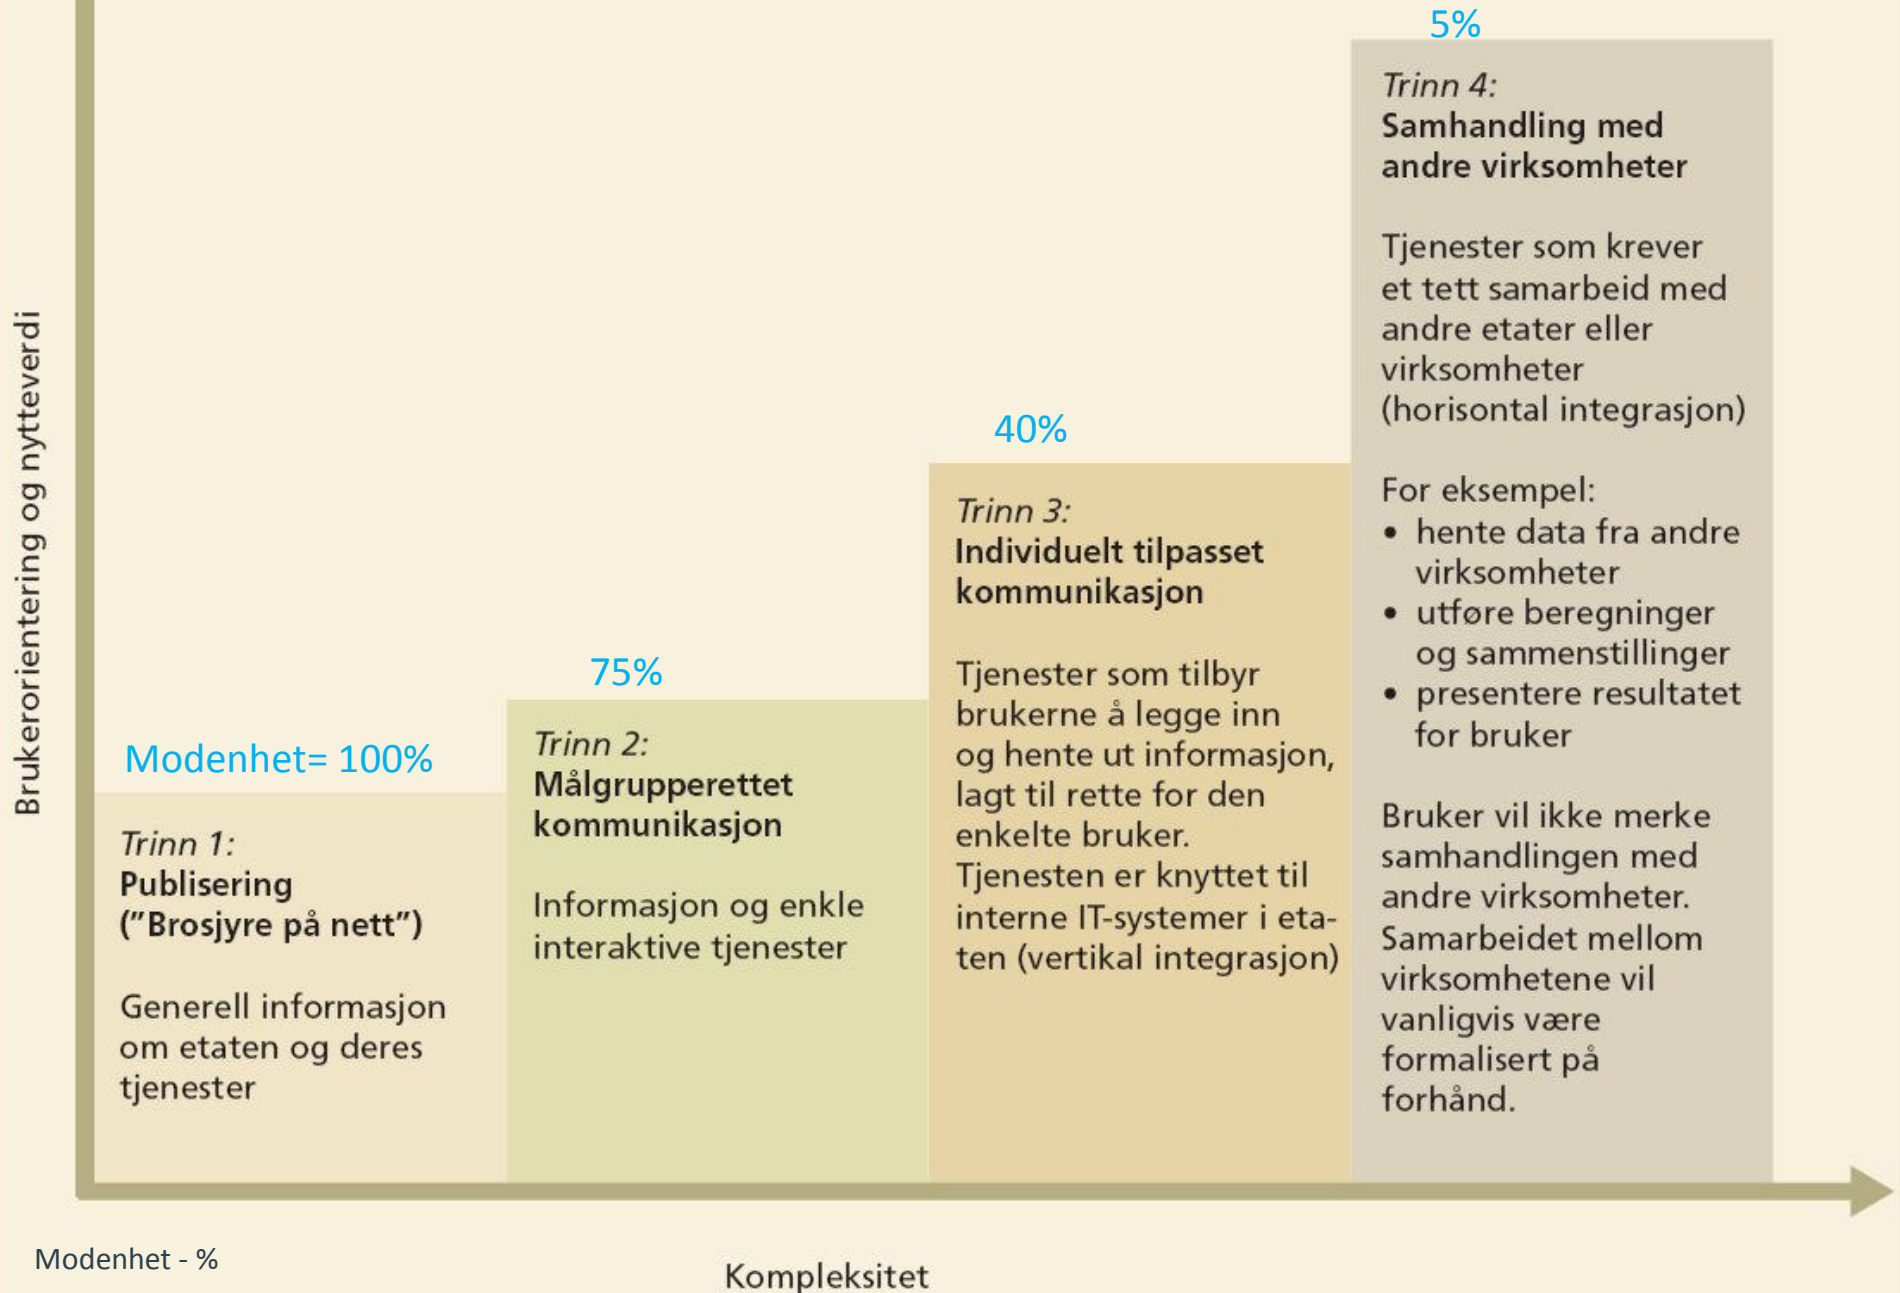 Brukerorientering og nytteverdi
Modenhet= 100%
Trinn 1:
Publisering
(”Brosjyre på nett”)
Generell informasjon
om etaten og deres
tjenester
75%
Trinn 2:
Målgrupperettet
kommunikasjon
Informasjon og enkle
interaktive tjenester
40%
Trinn 3:
Individuelt tilpasset
kommunikasjon
Tjenester som tilbyr
brukerne å legge inn
og hente ut informasjon,
lagt til rette for den
enkelte bruker.
Tjenesten er knyttet til
interne IT-systemer i eta-
ten (vertikal integrasjon)
5%
Trinn 4:
Samhandling med
andre virksomheter
Tjenester som krever
et tett samarbeid med
andre etater eller
virksomheter
(horisontal integrasjon)
For eksempel:
• hente data fra andre
virksomheter
• utføre beregninger
og sammenstillinger
• presentere resultatet
for bruker
Bruker vil ikke merke
samhandlingen med
andre virksomheter.
Samarbeidet mellom
virksomhetene vil
vanligvis være
formalisert på
forhånd.
Modenhet - %
Kompleksitet